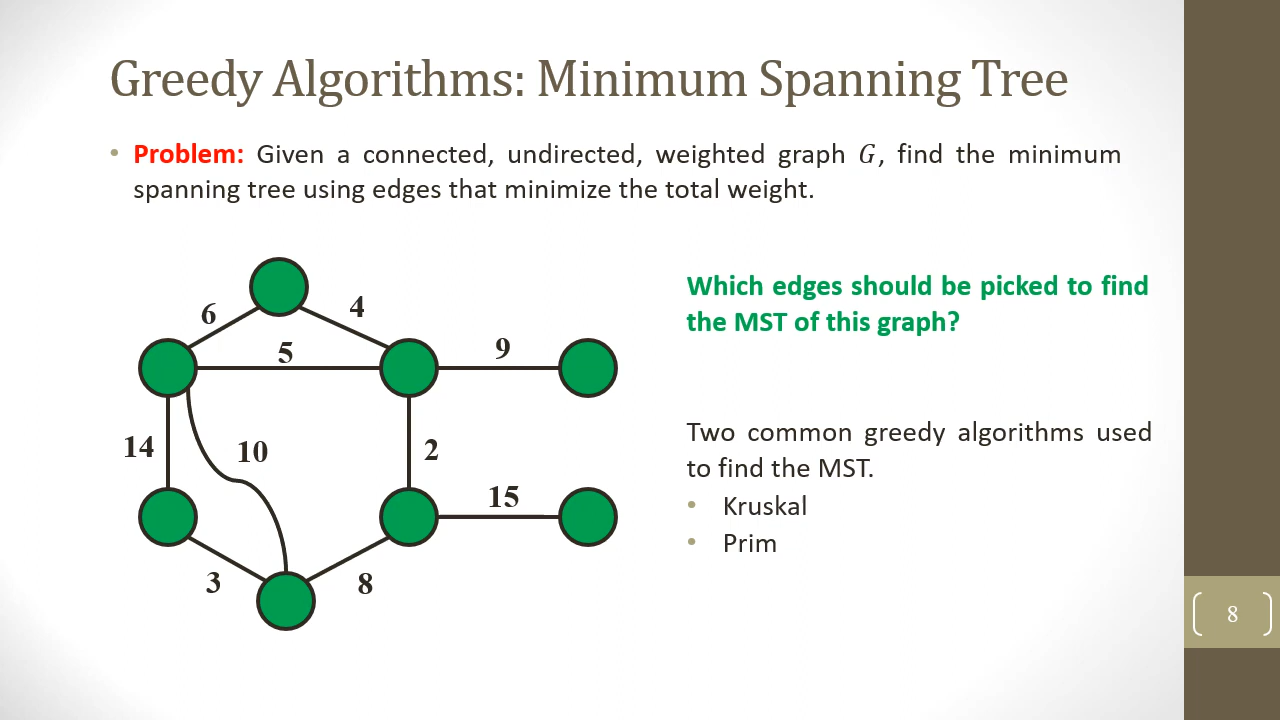 Greedy Algorithms: Minimum Spanning Tree
• Problem: Given a connected, undirected, weighted graph G, find the minimum
spanning tree using edges that minimize the total weight.
6
4
5
9
14
10
2
15
3
8
Which edges should be picked to find
the MST of this graph?
Two common greedy algorithms used
to find the MST.
• Kruskal
• Prim
8